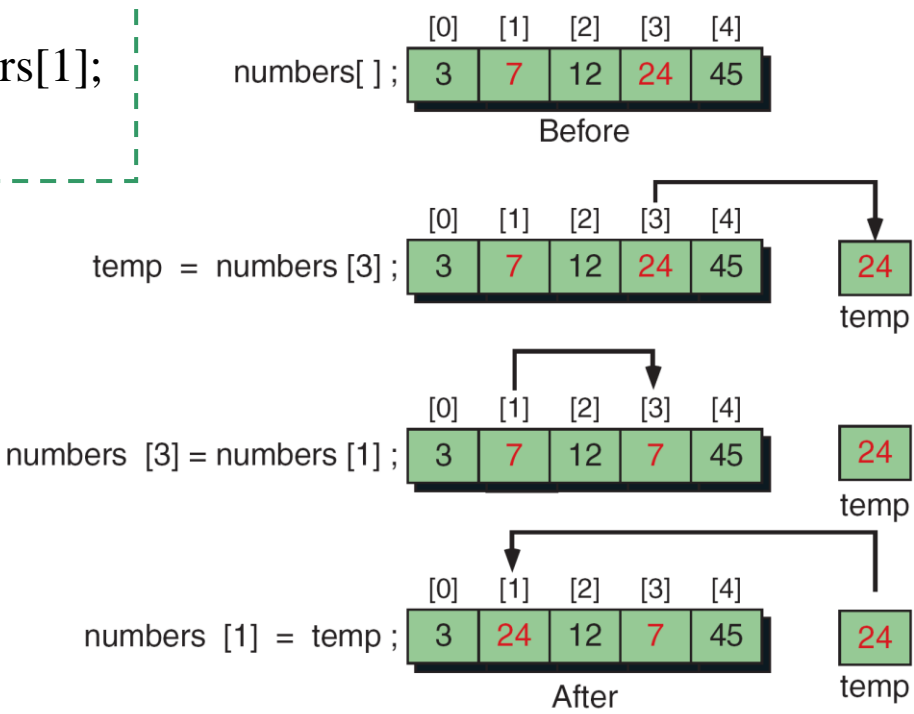 rs[1];
[0] [1] [2] [3] [4]
numbers[ ] ; 3 7 12 24 45
Before
[0] [1] [2] [3] [4]
temp = numbers [3] ; 3 7 12 24 45 24
temp
[0] [1] [2] [3] [4]
numbers [3] = numbers [1] ; 3 7 12 7 45 24
temp
[0] [1] [2] [3] [4]
numbers [1] = temp ; 3 24 12 7 45 24
After temp